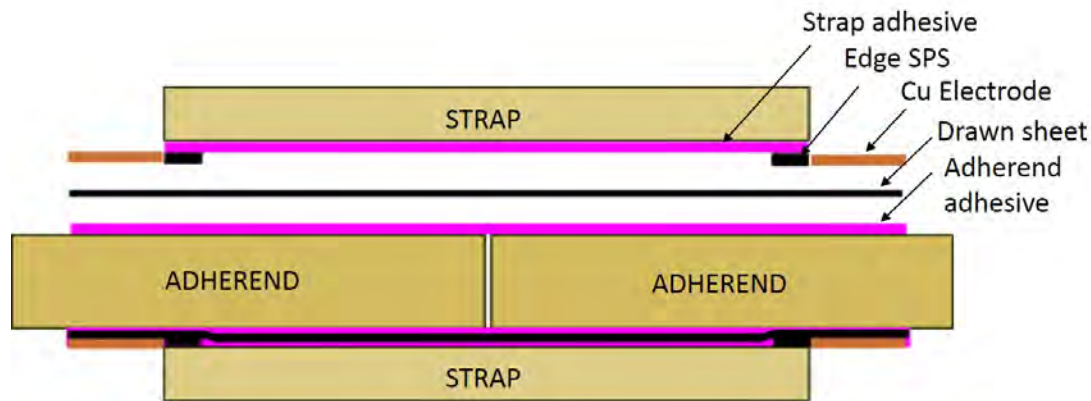 Strap adhesive
Edge SPS
Cu Electrode
STRAP
Drawn sheet
Adherend
adhesive
ADHEREND
ADHEREND
STRAP